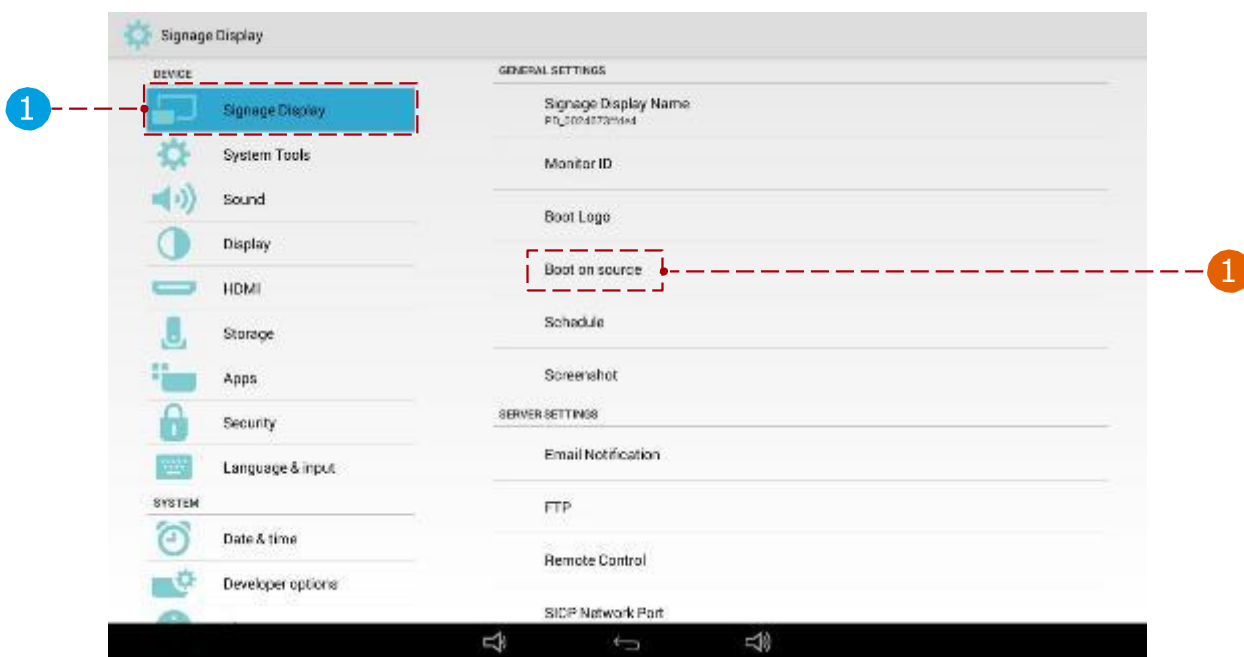 Signage Display
DEVICE
1
Signage Display
System Tools
Sound
Display
HDMI
Storage
Apps
Security
Language & input
SYSTEM
Date & time
Developer options
GENERAL SETTINGS
Signage Display Name
Monitor ID
Boot Logo
Boot on source
1
Schedule
Screenshot
SERVER SETTINGS
Email Notification
FTP
Remote Control
SICP Network Port